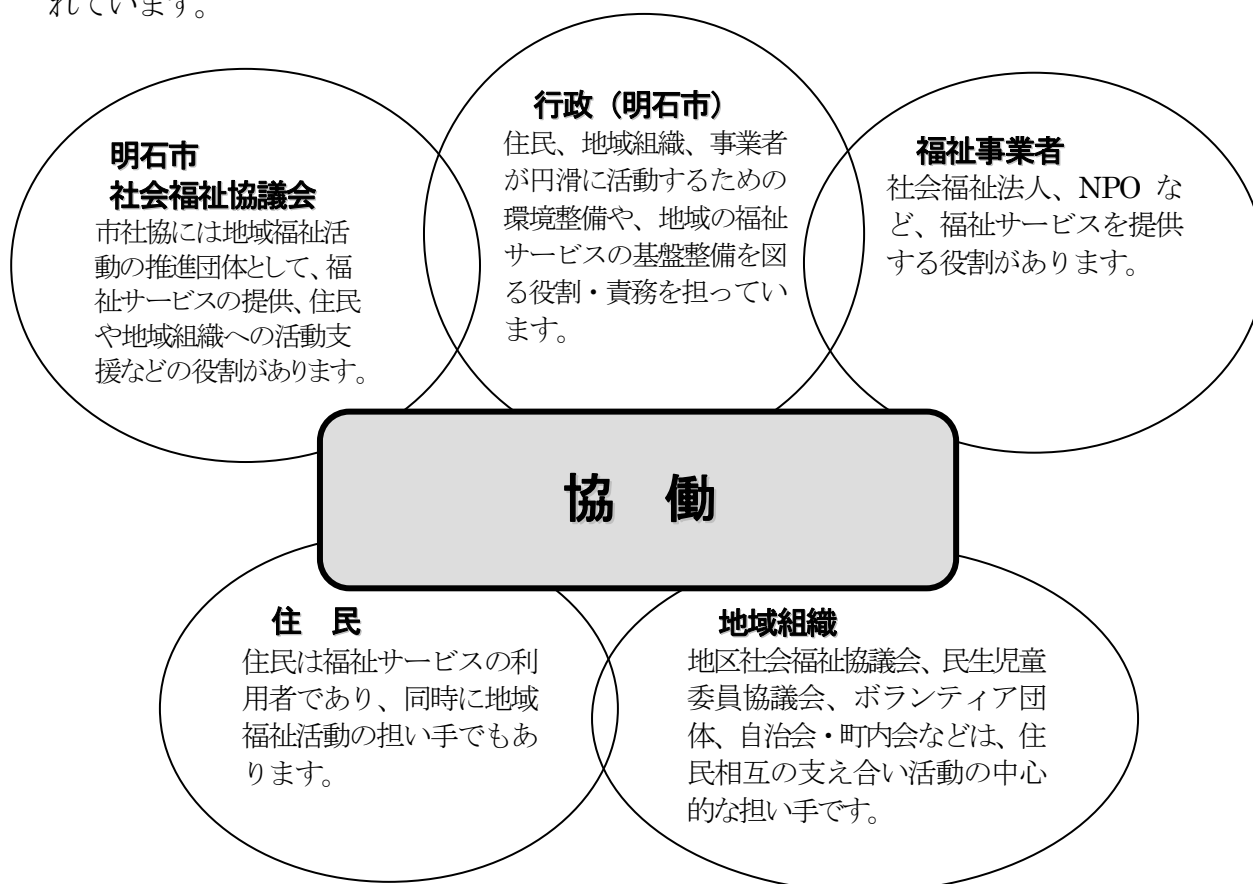 れています。
行政（明石市）
住民、地域組織、事業者
が円滑に活動するための
環境整備や、地域の福祉
サービスの基盤整備を図
る役割・責務を担ってい
ます。
明石市
社会福祉協議会
市社協には地域福祉活
動の推進団体として、福
祉サービスの提供、住民
や地域組織への活動支
援などの役割があります。
福祉事業者
社会福祉法人、NPO な
ど、福祉サービスを提供
する役割があります。
協　働
住　民
住民は福祉サービスの利
用者であり、同時に地域
福祉活動の担い手でもあ
ります。
地域組織
地区社会福祉協議会、民生児童
委員協議会、ボランティア団
体、自治会・町内会などは、住
民相互の支え合い活動の中心
的な担い手です。